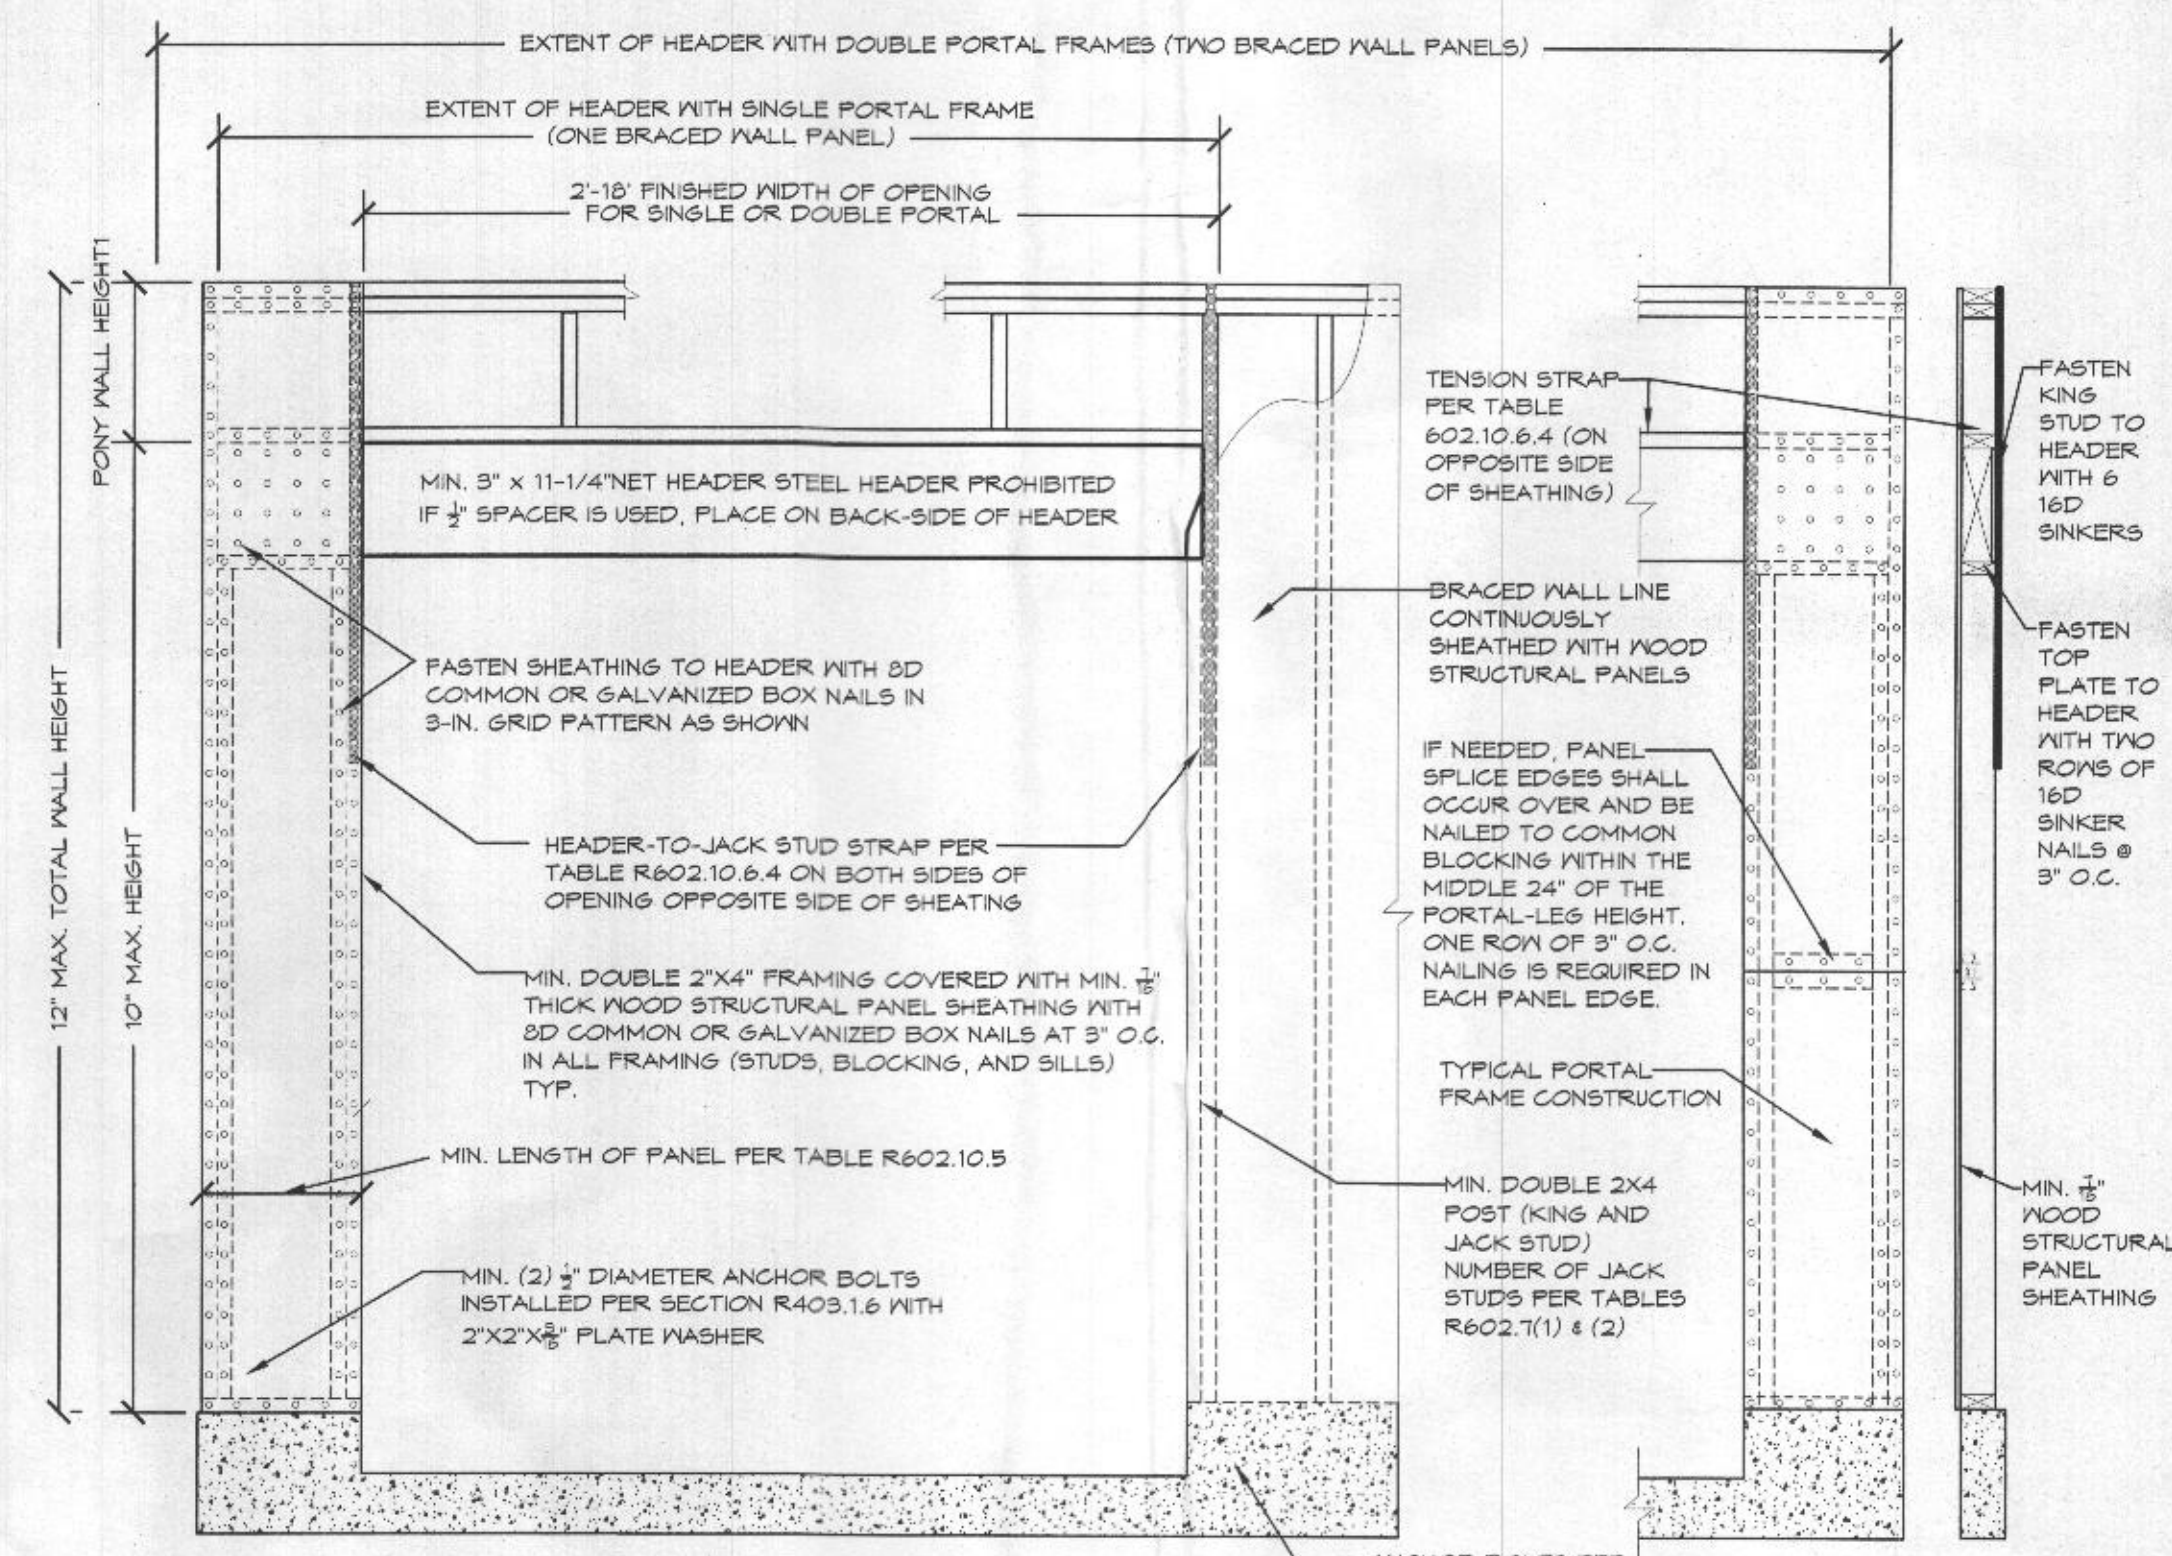 EXTENT OF HEADER WITH DOUBLE PORTAL FRAMES (TWO BRACED WALL PANELS)
EXTENT OF HEADER WITH SINGLE PORTAL FRAME
(ONE BRACED WALL PANEL)
2'-18' FINISHED WIDTH OF OPENING
FOR SINGLE OR DOUBLE PORTAL
PONY WALL HEIGHT1
12" MAX. TOTAL WALL HEIGHT
10" MAX. HEIGHT
MIN. 3" x 11-1/4"NET HEADER STEEL HEADER PROHIBITED
IF 1/2" SPACER IS USED, PLACE ON BACK-SIDE OF HEADER
FASTEN SHEATHING TO HEADER WITH 8D
COMMON OR GALVANIZED BOX NAILS IN
3-IN. GRID PATTERN AS SHOWN
HEADER-TO-JACK STUD STRAP PER
TABLE R602.10.6.4 ON BOTH SIDES OF
OPENING OPPOSITE SIDE OF SHEATING
MIN. DOUBLE 2"X4" FRAMING COVERED WITH MIN. 7/16"
THICK WOOD STRUCTURAL PANEL SHEATHING WITH
8D COMMON OR GALVANIZED BOX NAILS AT 3" O.C.
IN ALL FRAMING (STUDS, BLOCKING, AND SILLS)
TYP.
MIN. LENGTH OF PANEL PER TABLE R602.10.5
MIN. (2) 1/2" DIAMETER ANCHOR BOLTS
INSTALLED PER SECTION R403.1.6 WITH
2"X2"X3/16" PLATE WASHER
TENSION STRAP
PER TABLE
602.10.6.4 (ON
OPPOSITE SIDE
OF SHEATHING)
BRACED WALL LINE
CONTINUOUSLY
SHEATHED WITH WOOD
STRUCTURAL PANELS
IF NEEDED, PANEL
SPLICE EDGES SHALL
OCCUR OVER AND BE
NAILED TO COMMON
BLOCKING WITHIN THE
MIDDLE 24" OF THE
PORTAL-LEG HEIGHT.
ONE ROW OF 3" O.C.
NAILING IS REQUIRED IN
EACH PANEL EDGE.
TYPICAL PORTAL
FRAME CONSTRUCTION
MIN. DOUBLE 2X4
POST (KING AND
JACK STUD)
NUMBER OF JACK
STUDS PER TABLES
R602.7(1) & (2)
FASTEN
KING
STUD TO
HEADER
WITH 6
16D
SINKERS
FASTEN
TOP
PLATE TO
HEADER
WITH TWO
ROWS OF
16D
SINKER
NAILS @
3" O.C.
MIN. 7/16"
WOOD
STRUCTURAL
PANEL
SHEATHING